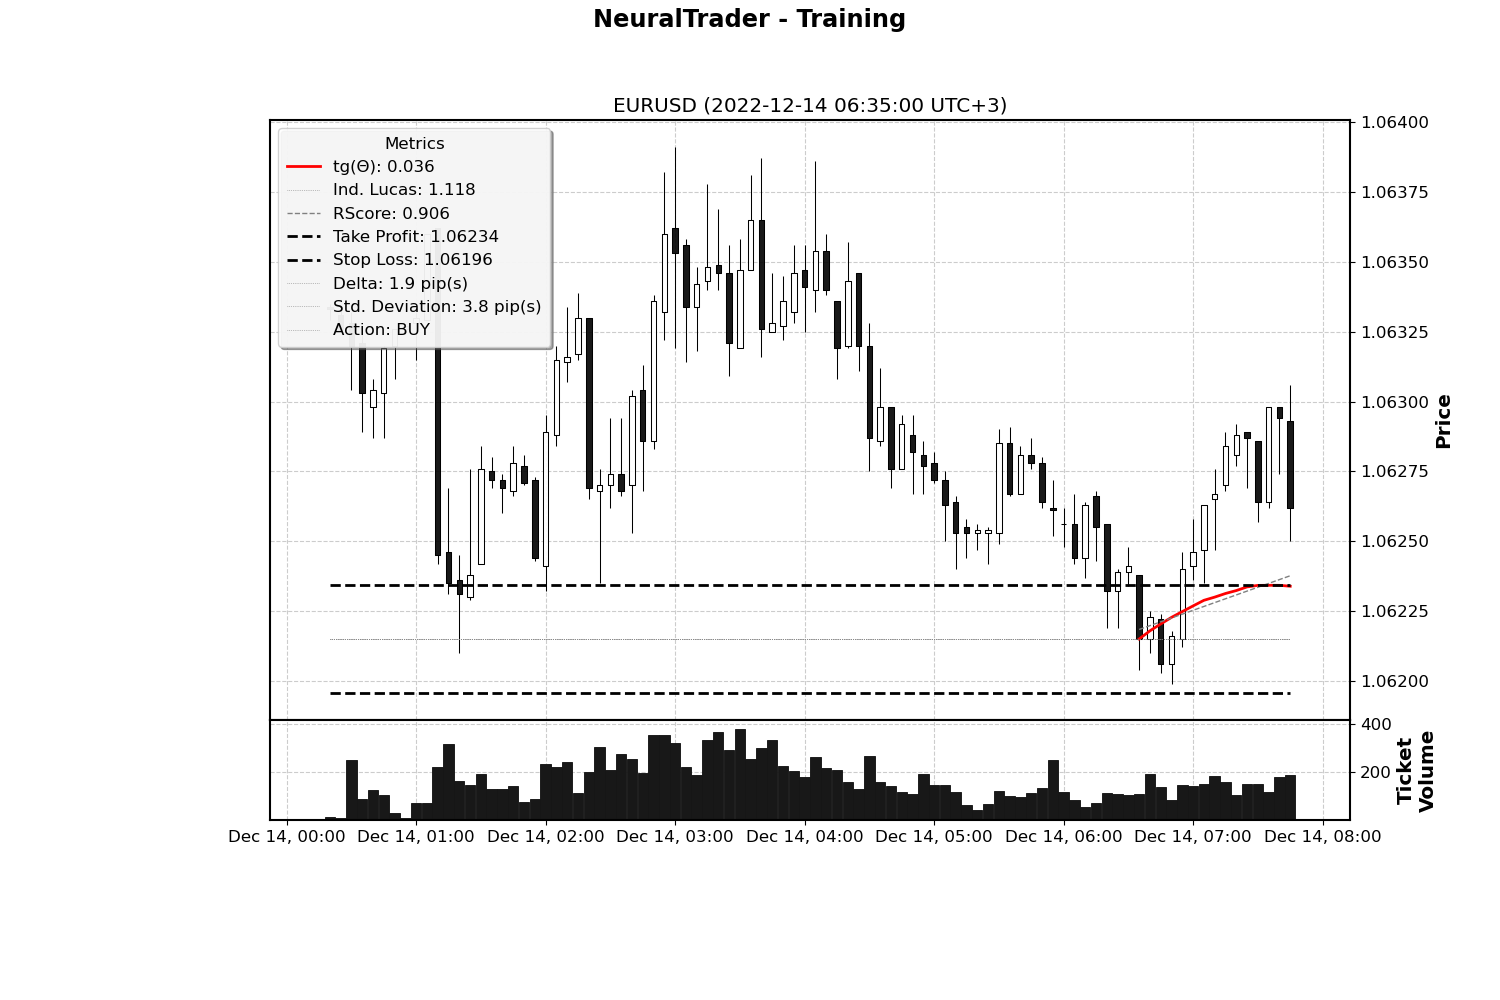 NeuralTrader - Training
EURUSD (2022-12-14 06:35:00 UTC+3)
Metrics
tg(Θ): 0.036
Ind. Lucas: 1.118
RScore: 0.906
Take Profit: 1.06234
Stop Loss: 1.06196
Delta: 1.9 pip(s)
Std. Deviation: 3.8 pip(s)
Action: BUY
1.06400
1.06375
1.06350
1.06325
1.06300
1.06275
1.06250
1.06225
1.06200
Price
400
200
Ticket
Volume
Dec 14, 00:00 Dec 14, 01:00 Dec 14, 02:00 Dec 14, 03:00 Dec 14, 04:00 Dec 14, 05:00 Dec 14, 06:00 Dec 14, 07:00 Dec 14, 08:00